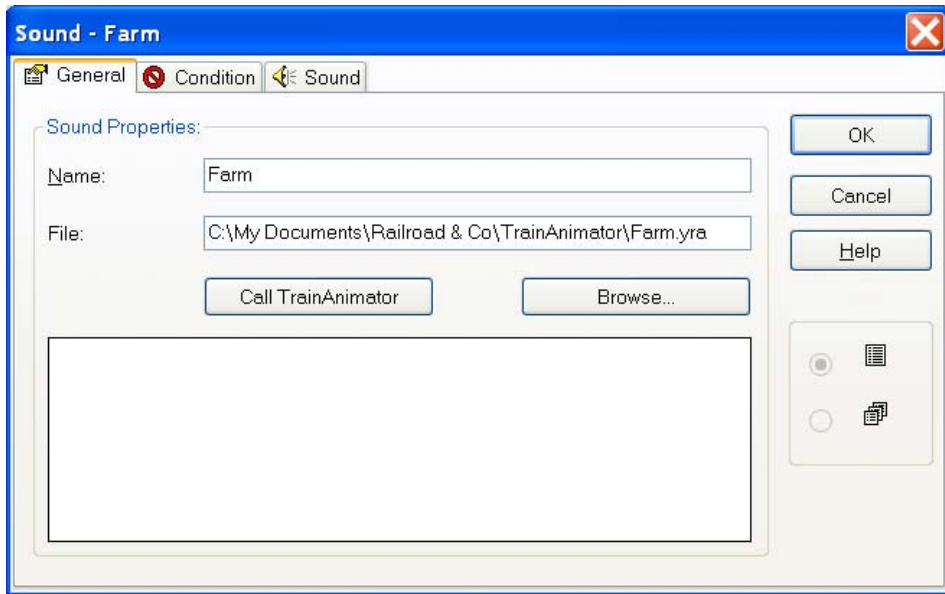 Sound - Farm
General Condition Sound
Sound Properties:
Name: Farm
File: C:\My Documents\Railroad & Co\TrainAnimator\Farm.yra
Call TrainAnimator Browse...
OK
Cancel
Help